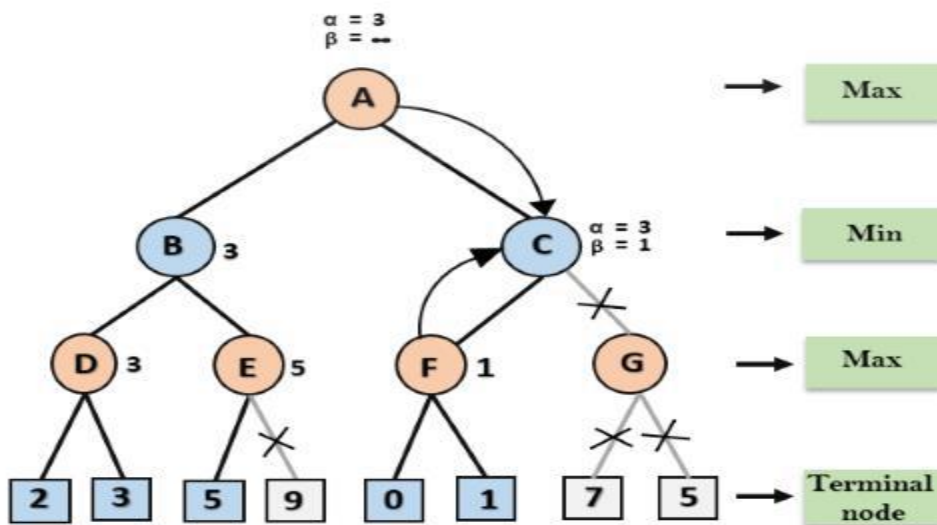 α = 3
β = ∞
A
Max
B
3
C
α = 3
β = 1
Min
D
3
E
5
F
1
G
Max
2
3
5
9
0
1
7
5
Terminal
node